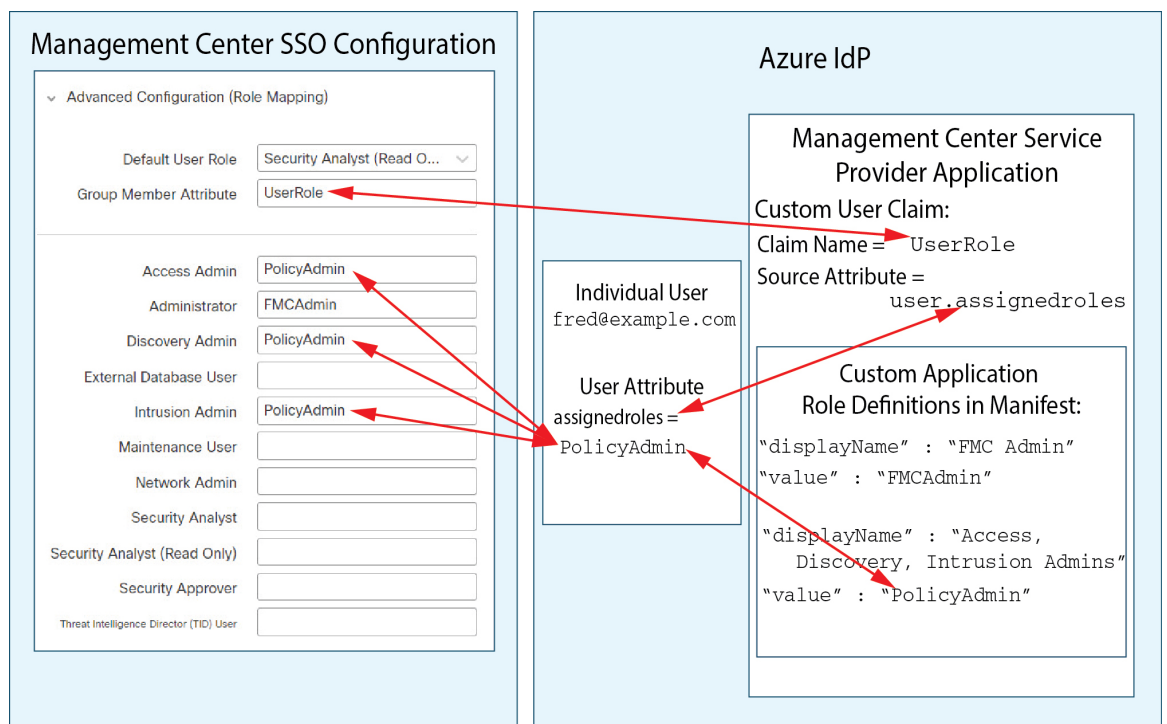 Management Center SSO Configuration
Advanced Configuration (Role Mapping)
Default User Role
Security Analyst (Read O...
Group Member Attribute
UserRole
Access Admin
PolicyAdmin
Administrator
FMCAdmin
Discovery Admin
PolicyAdmin
External Database User
Intrusion Admin
PolicyAdmin
Maintenance User
Network Admin
Security Analyst
Security Analyst (Read Only)
Security Approver
Threat Intelligence Director (TID) User
Azure IdP
Individual User
fred@example.com
User Attribute
assignedroles =
PolicyAdmin
Management Center Service
Provider Application
Custom User Claim:
Claim Name = UserRole
Source Attribute =
user.assignedroles
Custom Application
Role Definitions in Manifest:
“displayName” : “FMC Admin”
“value” : “FMCAdmin”
“displayName” : “Access,
Discovery, Intrusion Admins”
“value” : “PolicyAdmin”